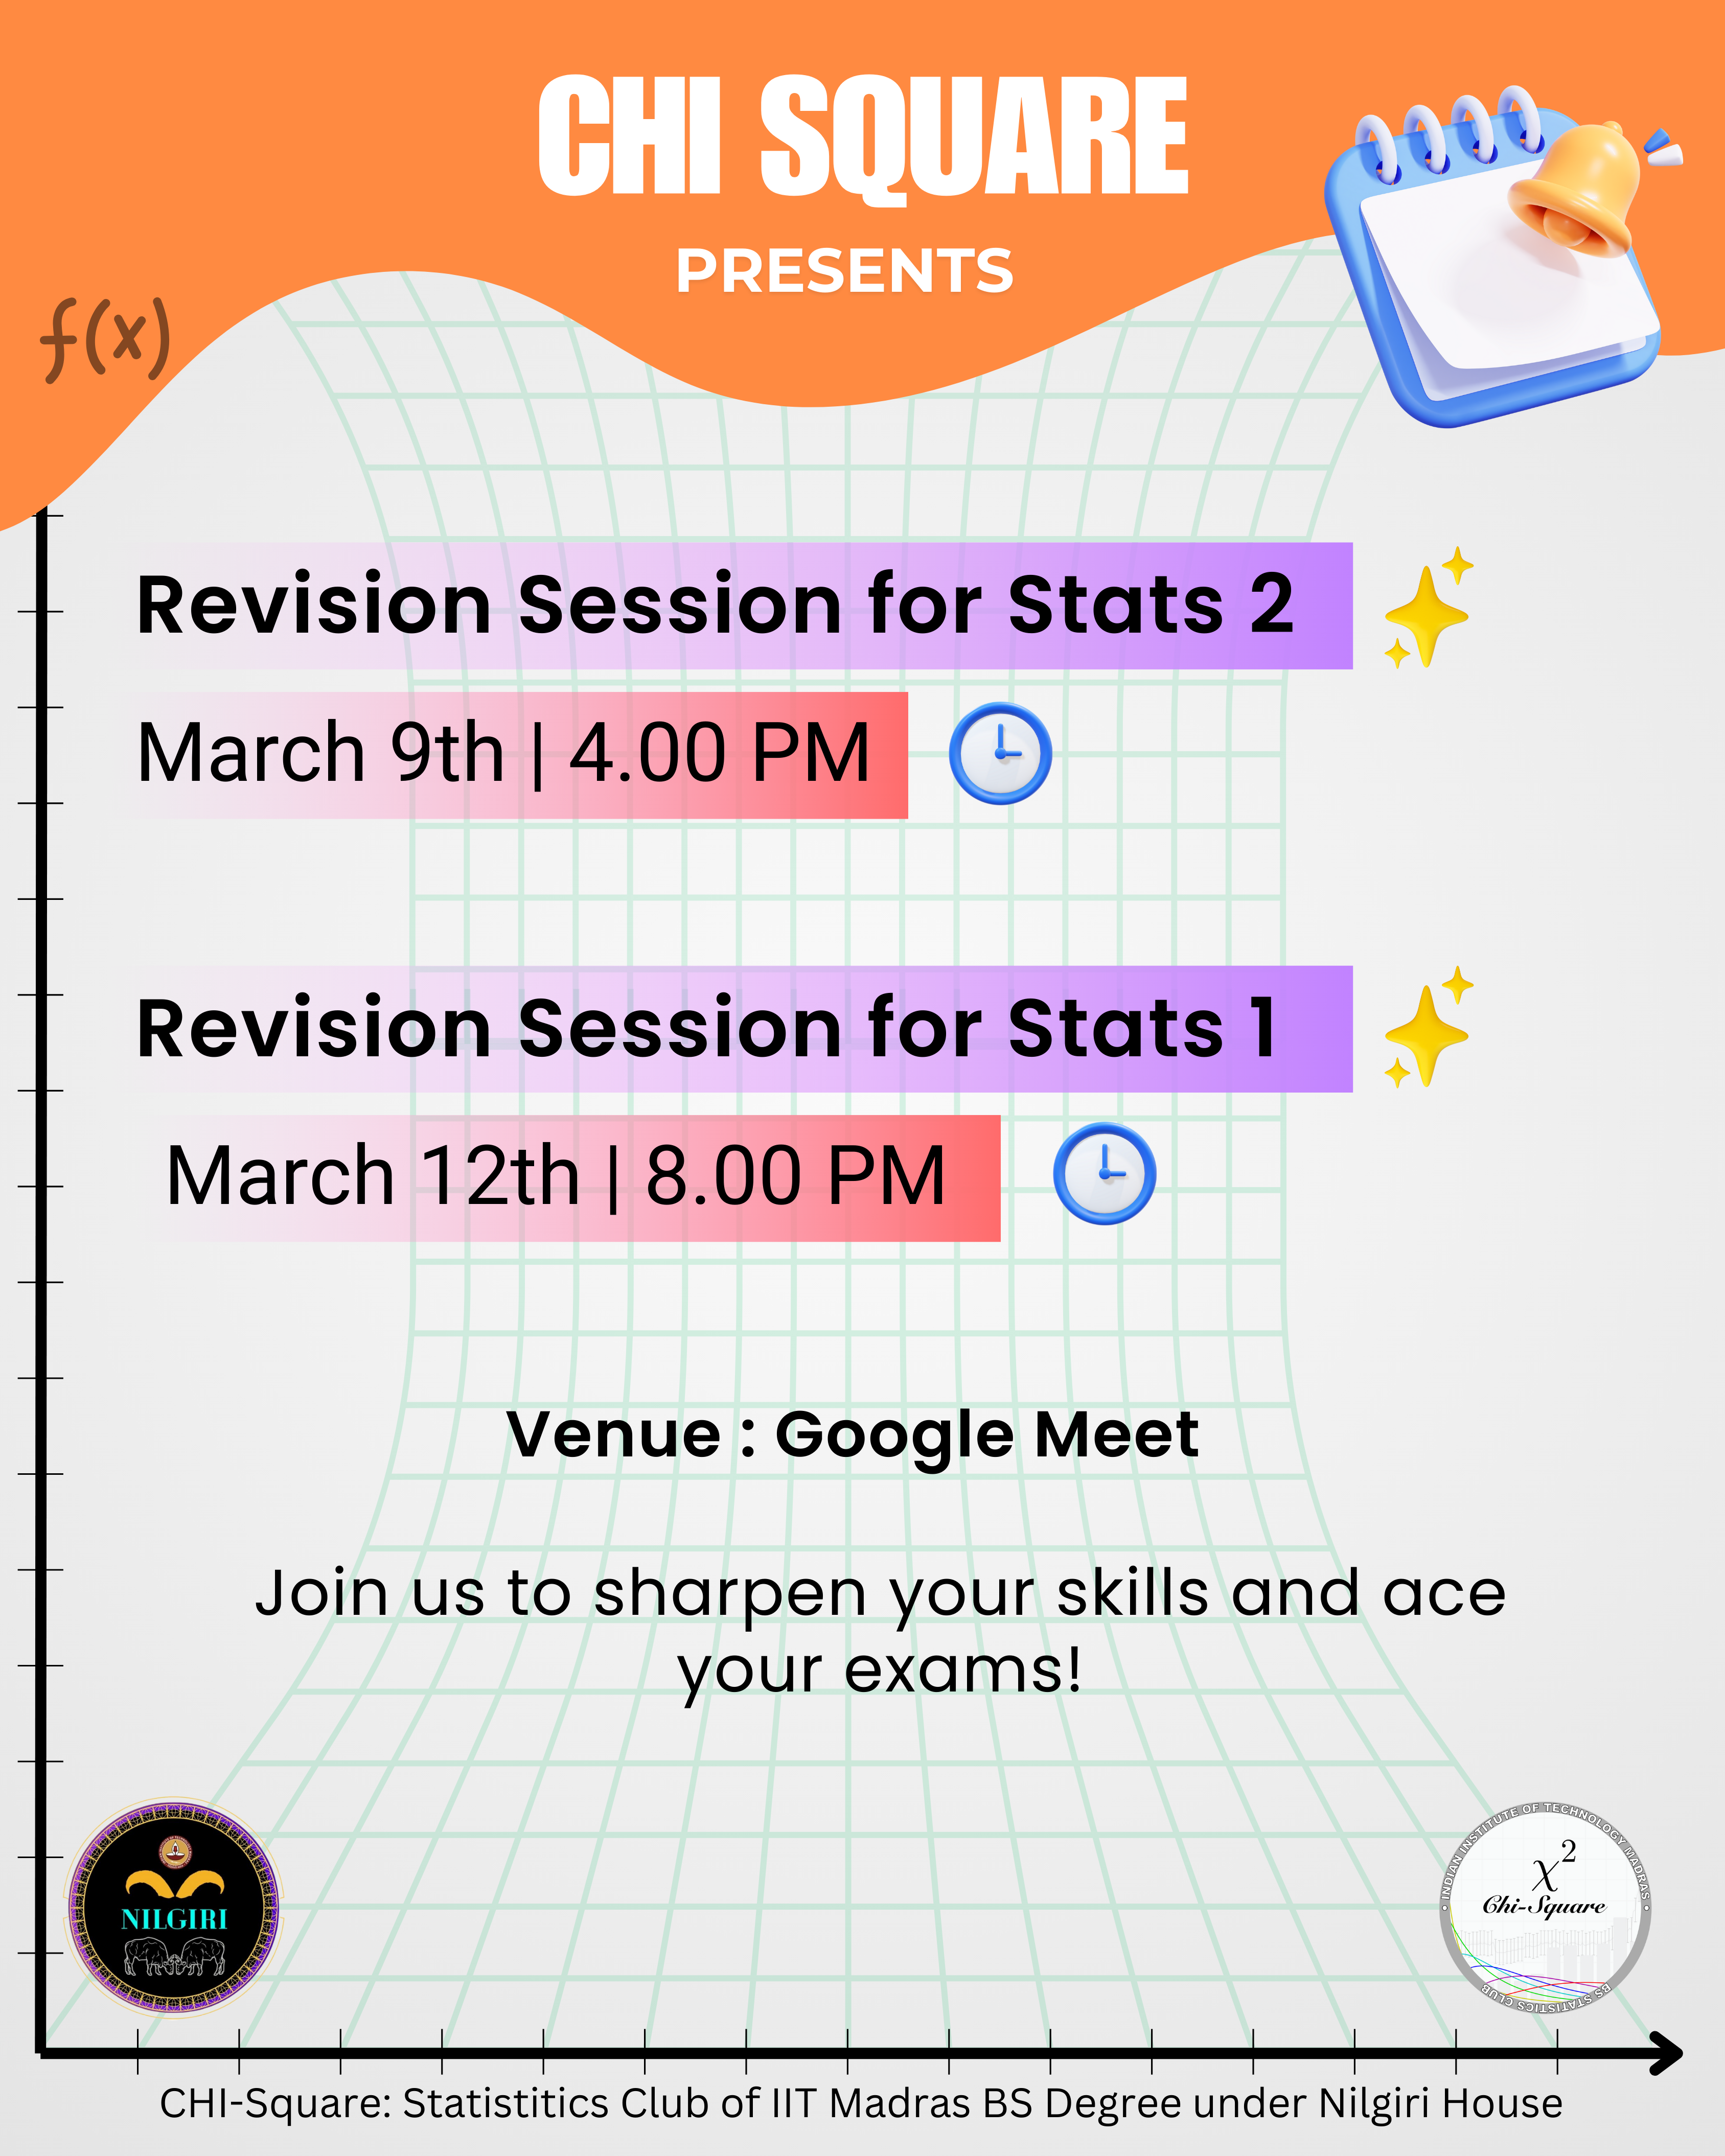 CHI SQUARE
PRESENTS
f(x)
Revision Session for Stats 2
March 9th | 4.00 PM
Revision Session for Stats 1
March 12th | 8.00 PM
Venue : Google Meet
Join us to sharpen your skills and ace
your exams!
NILGIRI
INDIAN INSTITUTE OF TECHNOLOGY MADRAS
χ2
Chi-Square
BS STATISTICS CLUB
CHI-Square: Statistitics Club of IIT Madras BS Degree under Nilgiri House